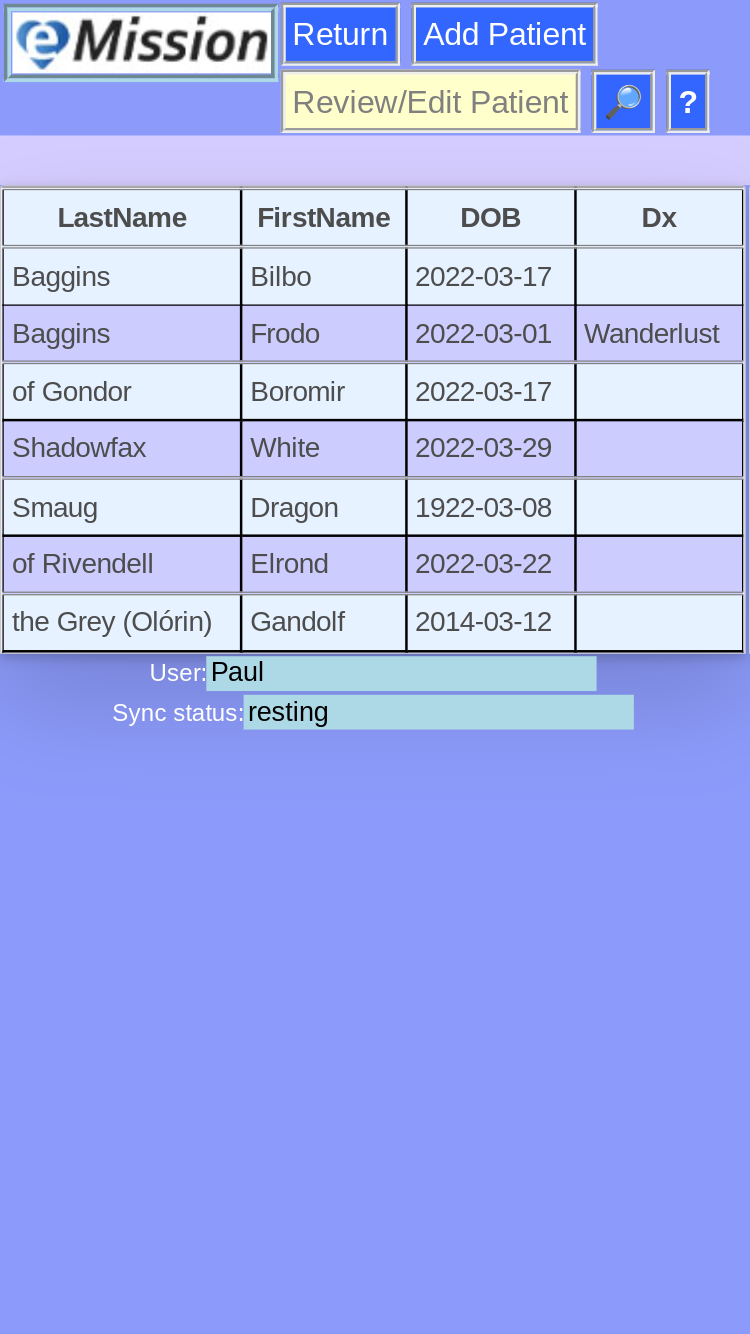 eMission
Return Add Patient
Review/Edit Patient ?
LastName FirstName DOB Dx
Baggins Bilbo 2022-03-17
Baggins Frodo 2022-03-01 Wanderlust
of Gondor Boromir 2022-03-17
Shadowfax White 2022-03-29
Smaug Dragon 1922-03-08
of Rivendell Elrond 2022-03-22
the Grey (Olórin) Gandolf 2014-03-12
User:Paul
Sync status:resting